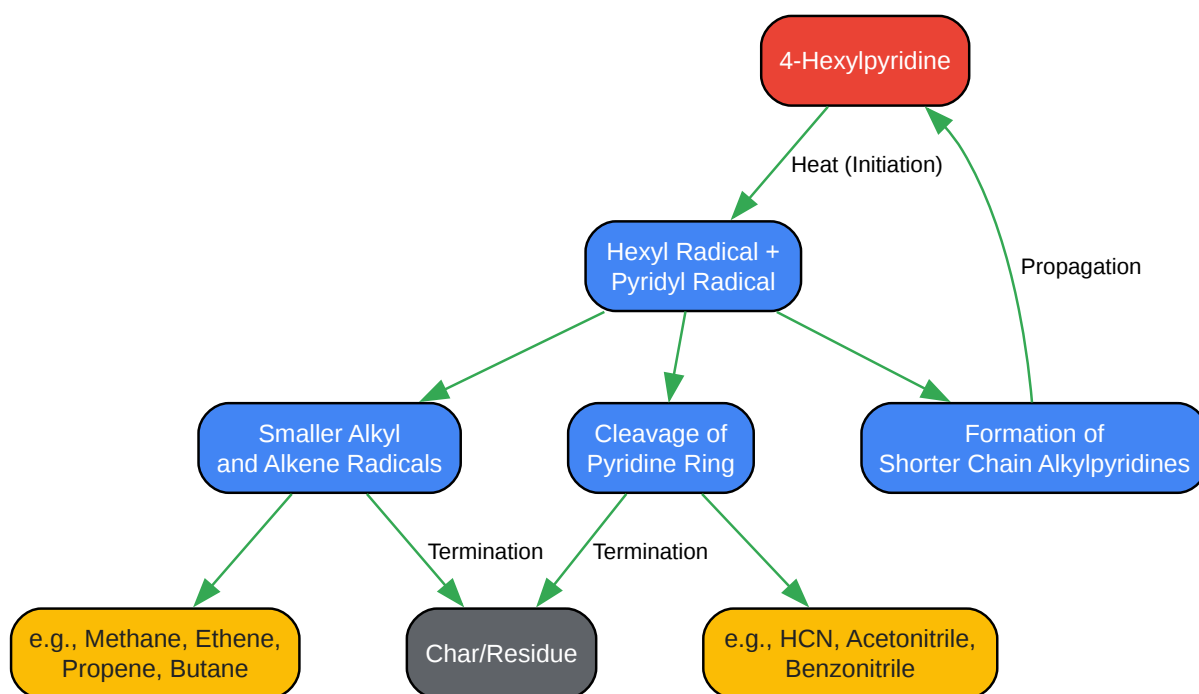 4-Hexylpyridine
Heat (Initiation)
Hexyl Radical +
Pyridyl Radical
Propagation
Smaller Alkyl
and Alkene Radicals
Cleavage of
Pyridine Ring
Formation of
Shorter Chain Alkylpyridines
Termination
Termination
e.g., Methane, Ethene,
Propene, Butane
Char/Residue
e.g., HCN, Acetonitrile,
Benzonitrile